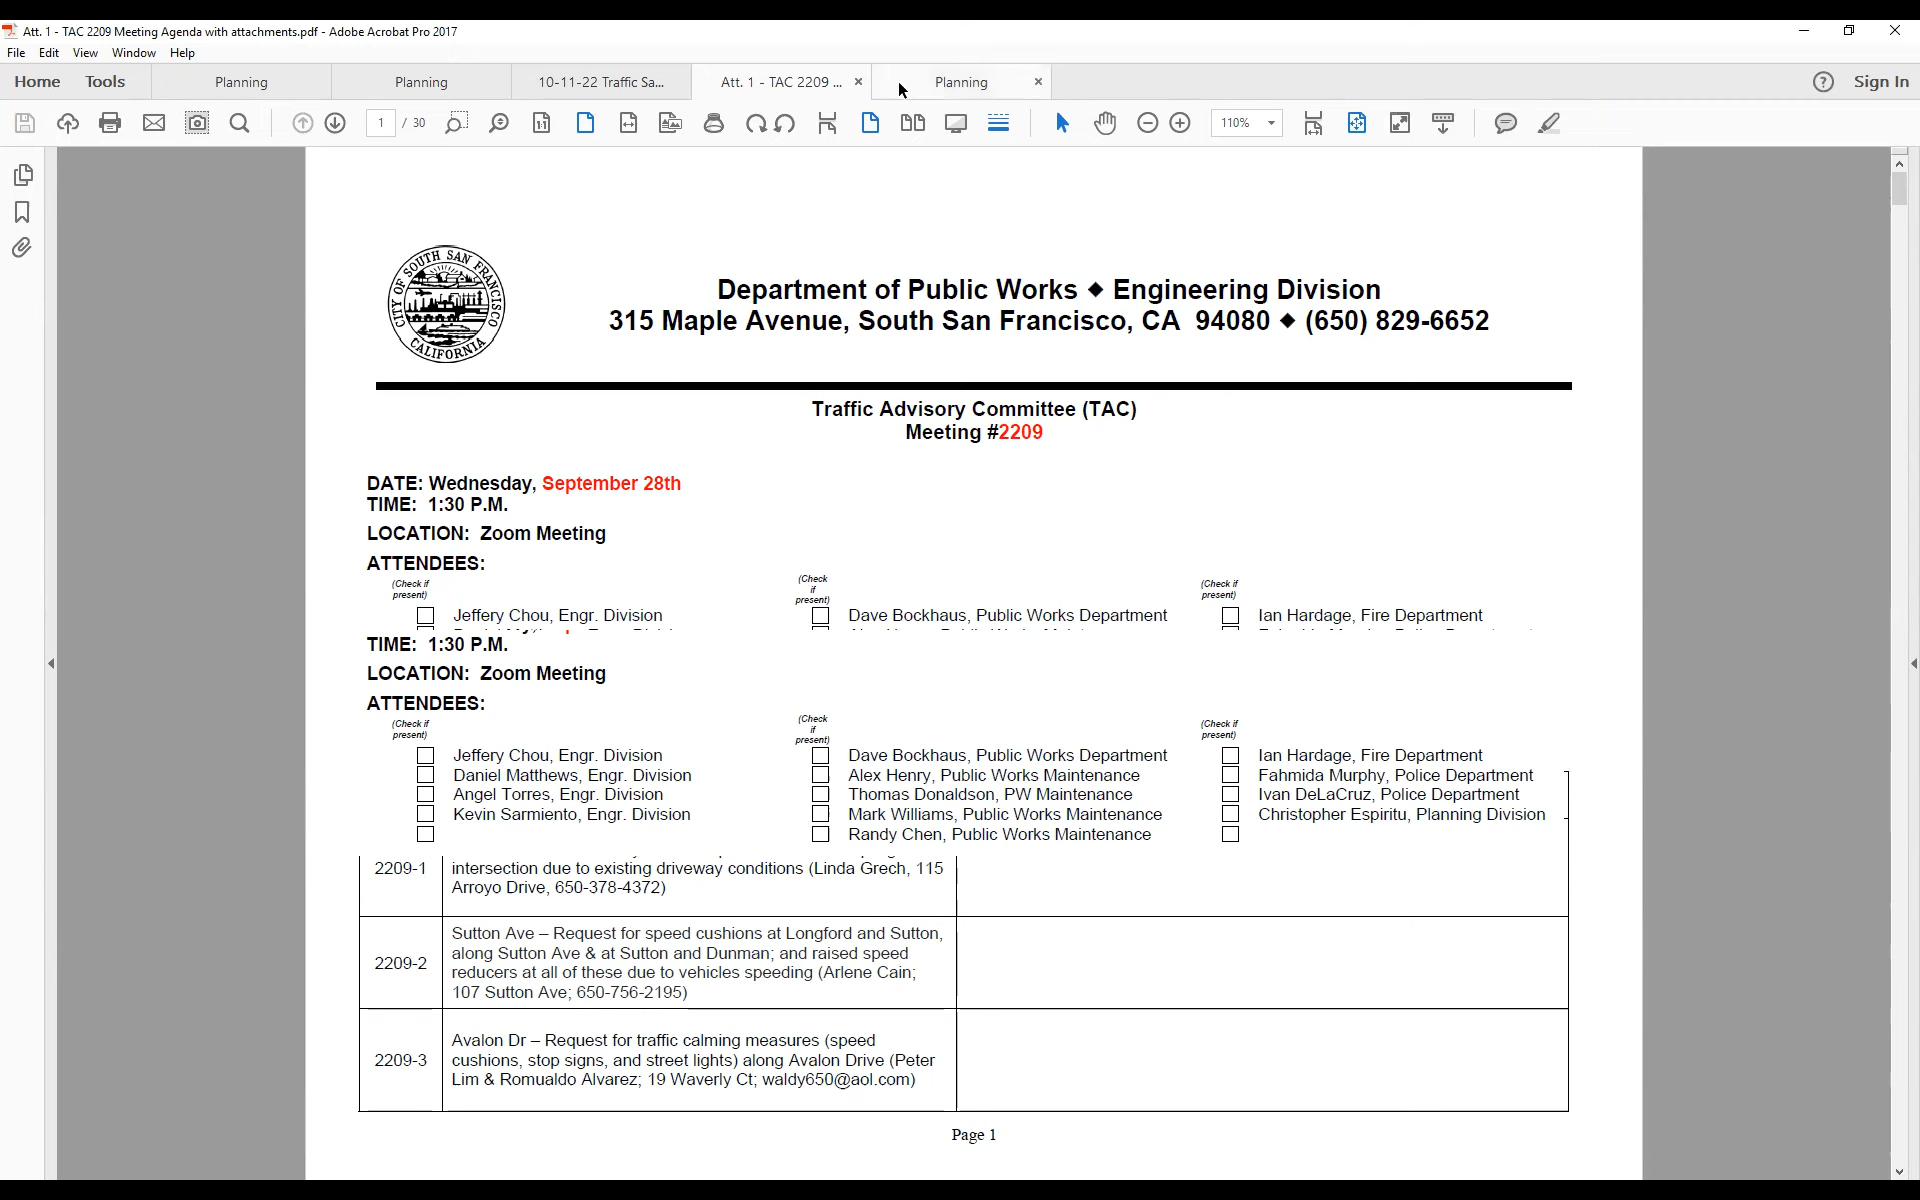 Att. 1 - TAC 2209 Meeting Agenda with attachments.pdf - Adobe Acrobat Pro 2017
File Edit View Window Help
Home Tools Planning Planning 10-11-22 Traffic Sa... Att. 1 - TAC 2209 ... Planning Sign In
1 / 30 110%
CITY OF SOUTH SAN FRANCISCO
CALIFORNIA
Department of Public Works ◆ Engineering Division
315 Maple Avenue, South San Francisco, CA 94080 ◆ (650) 829-6652
Traffic Advisory Committee (TAC)
Meeting #2209
DATE: Wednesday, September 28th
TIME: 1:30 P.M.
LOCATION: Zoom Meeting
ATTENDEES:
(Check if present) (Check if present) (Check if present)
Jeffery Chou, Engr. Division Dave Bockhaus, Public Works Department Ian Hardage, Fire Department
TIME: 1:30 P.M.
LOCATION: Zoom Meeting
ATTENDEES:
(Check if present) (Check if present) (Check if present)
Jeffery Chou, Engr. Division Dave Bockhaus, Public Works Department Ian Hardage, Fire Department
Daniel Matthews, Engr. Division Alex Henry, Public Works Maintenance Fahmida Murphy, Police Department
Angel Torres, Engr. Division Thomas Donaldson, PW Maintenance Ivan DeLaCruz, Police Department
Kevin Sarmiento, Engr. Division Mark Williams, Public Works Maintenance Christopher Espiritu, Planning Division
Randy Chen, Public Works Maintenance
2209-1 intersection due to existing driveway conditions (Linda Grech, 115
Arroyo Drive, 650-378-4372)
Sutton Ave – Request for speed cushions at Longford and Sutton,
2209-2 along Sutton Ave & at Sutton and Dunman; and raised speed
reducers at all of these due to vehicles speeding (Arlene Cain;
107 Sutton Ave; 650-756-2195)
Avalon Dr – Request for traffic calming measures (speed
2209-3 cushions, stop signs, and street lights) along Avalon Drive (Peter
Lim & Romualdo Alvarez; 19 Waverly Ct; waldy650@aol.com)
Page 1